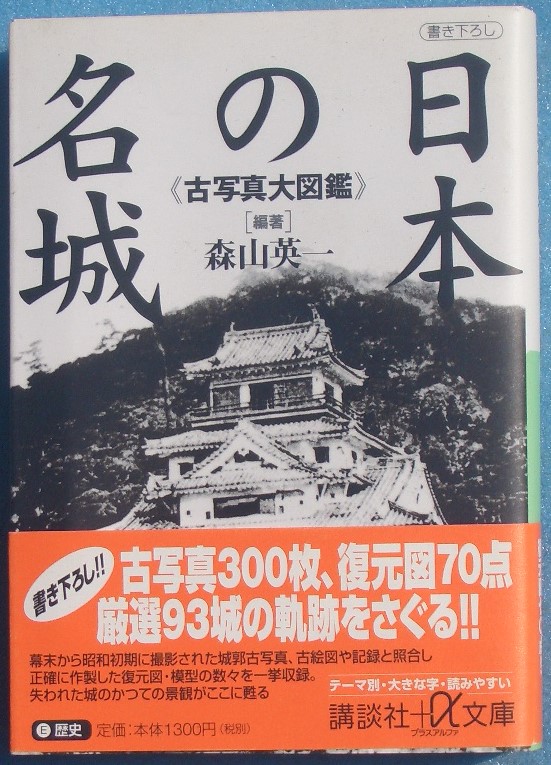 書き下ろし
日本
の
名城
《古写真大図鑑》
[編著]
森山英一
書き下ろし!!
古写真300枚、復元図70点
厳選93城の軌跡をさぐる!!
幕末から昭和初期に撮影された城郭古写真、古絵図や記録と照合し
正確に作製した復元図・模型の数々を一挙収録。
失われた城のかつての景観がここに甦る
テーマ別・大きな字・読みやすい
講談社+α文庫
プラスアルファ
E 歴史
定価:本体1300円(税別)